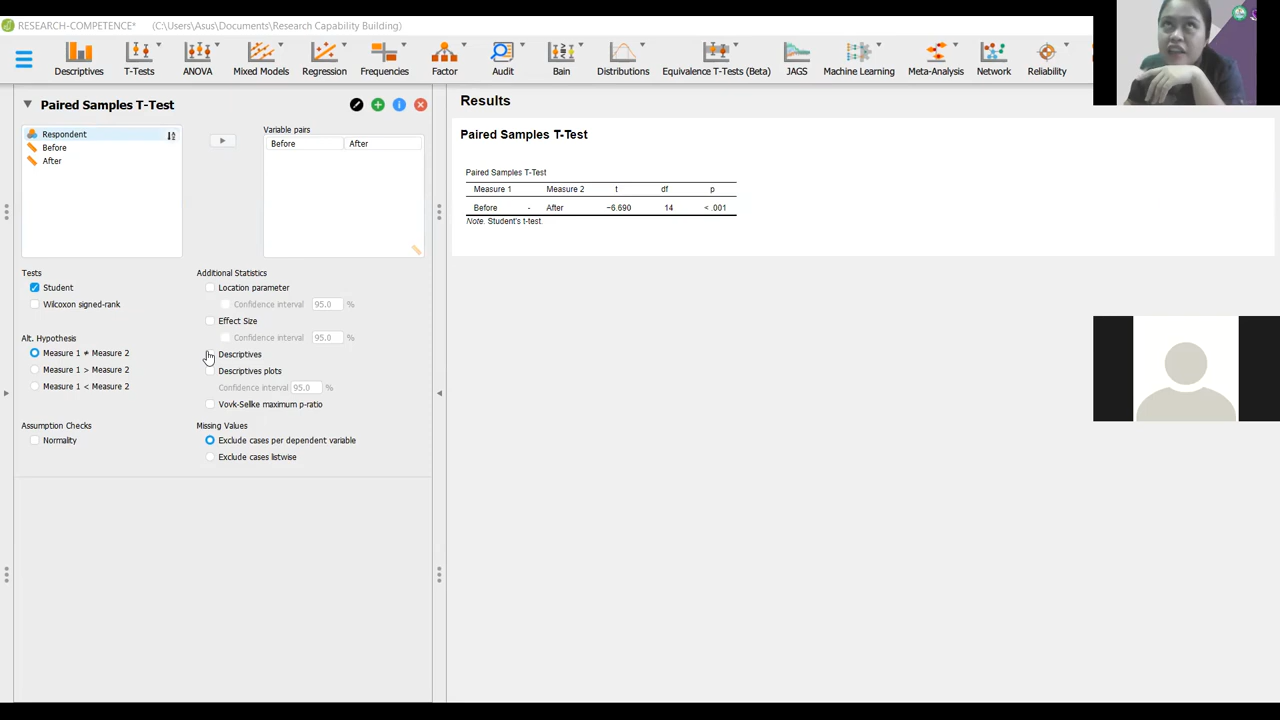 RESEARCH-COMPETENCE* (C:\Users\Asus\Documents\Research Capability Building)
Descriptives
T-Tests
ANOVA
Mixed Models
Regression
Frequencies
Factor
Audit
Bain
Distributions
Equivalence T-Tests (Beta)
JAGS
Machine Learning
Meta-Analysis
Network
Reliability
Paired Samples T-Test
Respondent
Before
After
Variable pairs
Before After
Tests
Student
Wilcoxon signed-rank
Alt. Hypothesis
Measure 1 ≠ Measure 2
Measure 1 > Measure 2
Measure 1 < Measure 2
Assumption Checks
Normality
Additional Statistics
Location parameter
Confidence interval 95.0 %
Effect Size
Confidence interval 95.0 %
Descriptives
Descriptives plots
Confidence interval 95.0 %
Vovk-Sellke maximum p-ratio
Missing Values
Exclude cases per dependent variable
Exclude cases listwise
Results
Paired Samples T-Test
Paired Samples T-Test
Measure 1 Measure 2 t df p
Before - After −6.690 14 < .001
Note. Student's t-test.